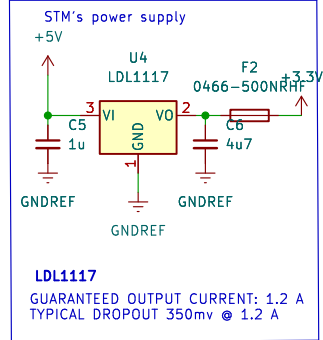 STM's power supply
+5V
U4
LDL1117
F2
0466-500NRHF
+3.3V
3 VI VO 2
GND
1
C5
1u
C6
4u7
GNDREF
GNDREF
GNDREF
LDL1117
GUARANTEED OUTPUT CURRENT: 1.2 A
TYPICAL DROPOUT 350mv @ 1.2 A